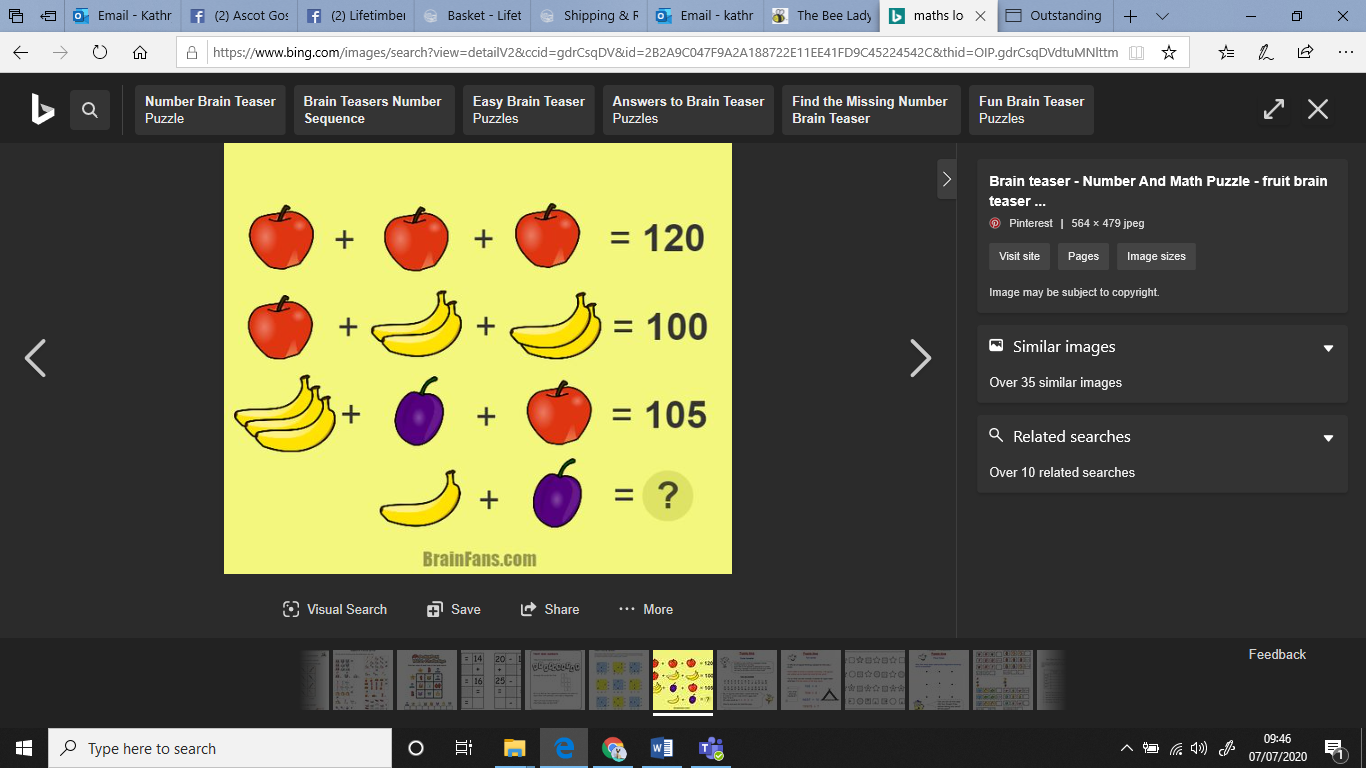 Email - Kathr
(2) Ascot Gos
(2) Lifetimber
Basket - Lifet
Shipping & R
Email - kathr
The Bee Lady
maths lo
Outstanding
https://www.bing.com/images/search?view=detailV2&ccid=gdrCsqDV&id=2B2A9C047F9A2A188722E11EE41FD9C45224542C&thid=OIP.gdrCsqDVdtuMNlttm
Number Brain Teaser
Puzzle
Brain Teasers Number
Sequence
Easy Brain Teaser
Puzzles
Answers to Brain Teaser
Puzzles
Find the Missing Number
Brain Teaser
Fun Brain Teaser
Puzzles
+ + = 120
+ + = 100
+ + = 105
+ = ?
BrainFans.com
Brain teaser - Number And Math Puzzle - fruit brain
teaser ...
Pinterest | 564 × 479 jpeg
Visit site
Pages
Image sizes
Image may be subject to copyright.
Similar images
Over 35 similar images
Related searches
Over 10 related searches
Visual Search
Save
Share
More
Feedback
Type here to search
09:46
07/07/2020
1